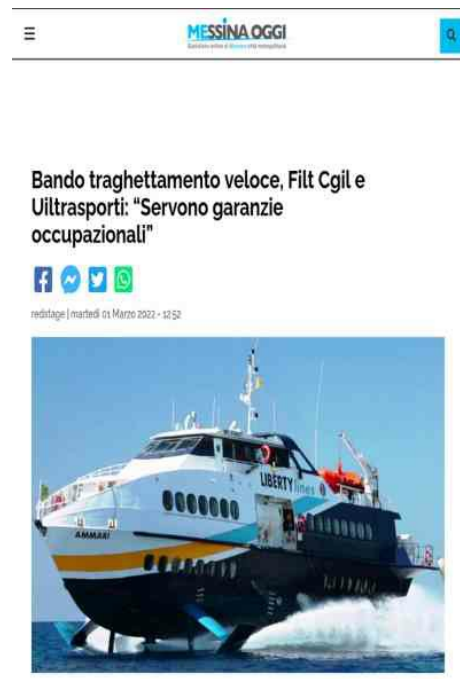 MESSINA OGGI
Bando traghettamento veloce, Filt Cgil e
Uiltrasporti: “Servono garanzie
occupazionali”
redstage | martedì 01 Marzo 2022 - 12:52
LIBERTY lines
AMMARI